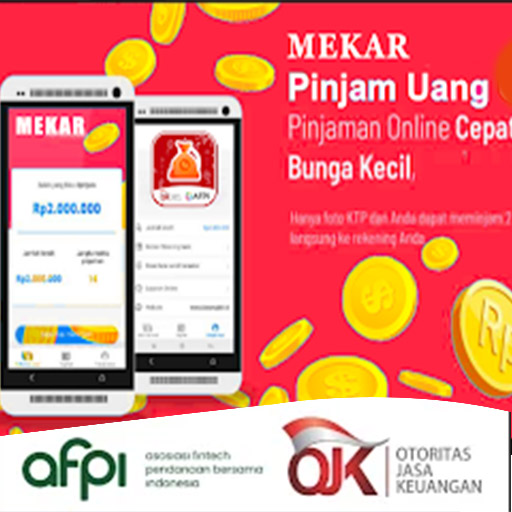 MEKAR
Pinjam Uang
Pinjaman Online Cepat
Bunga Kecil,
Hanya foto KTP dan Anda dapat meminjam 2
langsung ke rekening Anda.
MEKAR
Rp2.000.000
Rp2.000.000
afpi
asosiasi fintech
pendanaan bersama
indonesia
OJK
OTORITAS
JASA
KEUANGAN
Rp